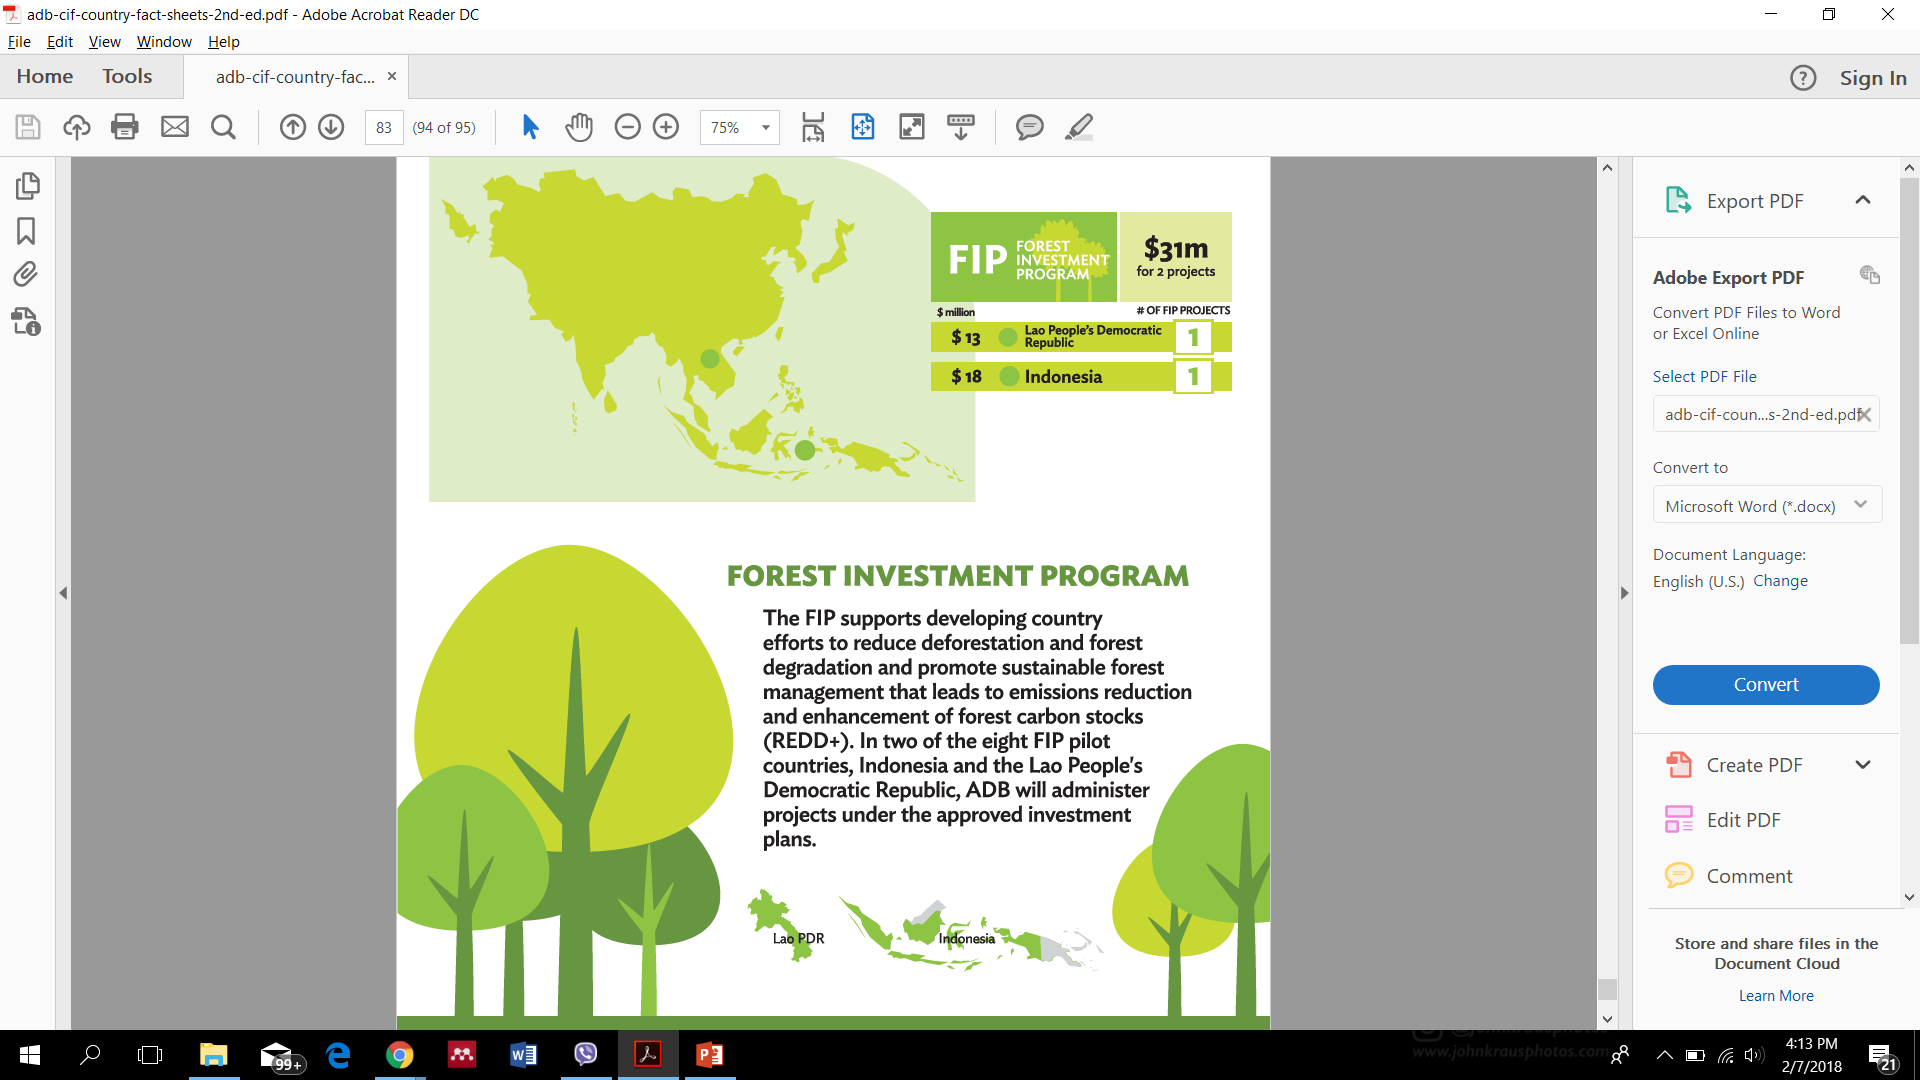 adb-cif-country-fact-sheets-2nd-ed.pdf - Adobe Acrobat Reader DC
File Edit View Window Help
Home Tools adb-cif-country-fac... × Sign In
83 (94 of 95) 75%
FIP FOREST INVESTMENT PROGRAM
$31m
for 2 projects
$ million # OF FIP PROJECTS
$ 13 Lao People's Democratic Republic 1
$ 18 Indonesia 1
FOREST INVESTMENT PROGRAM
The FIP supports developing country
efforts to reduce deforestation and forest
degradation and promote sustainable forest
management that leads to emissions reduction
and enhancement of forest carbon stocks
(REDD+). In two of the eight FIP pilot
countries, Indonesia and the Lao People's
Democratic Republic, ADB will administer
projects under the approved investment
plans.
Lao PDR Indonesia
Export PDF
Adobe Export PDF
Convert PDF Files to Word
or Excel Online
Select PDF File
adb-cif-coun...s-2nd-ed.pdf
Convert to
Microsoft Word (*.docx)
Document Language:
English (U.S.) Change
Convert
Create PDF
Edit PDF
Comment
Store and share files in the
Document Cloud
Learn More
99+
@johnkrausphotos
www.johnkrausphotos.com
4:13 PM
2/7/2018
21